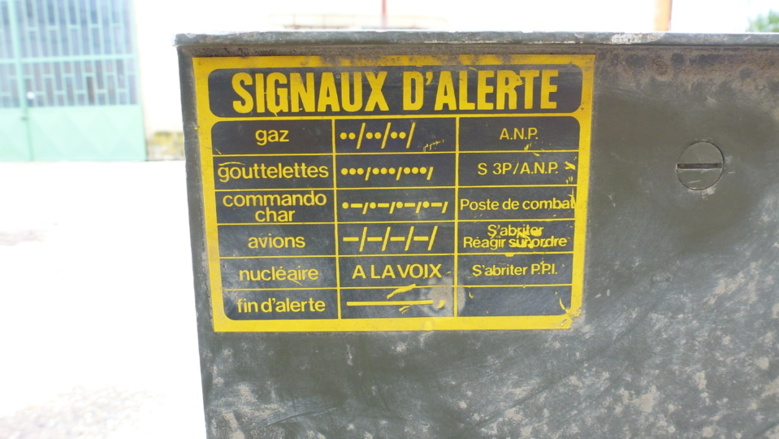 SIGNAUX D'ALERTE
gaz ••/••/••/ A.N.P.
gouttelettes •••/•••/•••/ S 3P/A.N.P.
commando
char •–/•–/•–/•–/ Poste de combat
avions –/–/–/–/ S'abriter
Réagir sur ordre
nucléaire A LA VOIX S'abriter P.P.I.
fin d'alerte ———